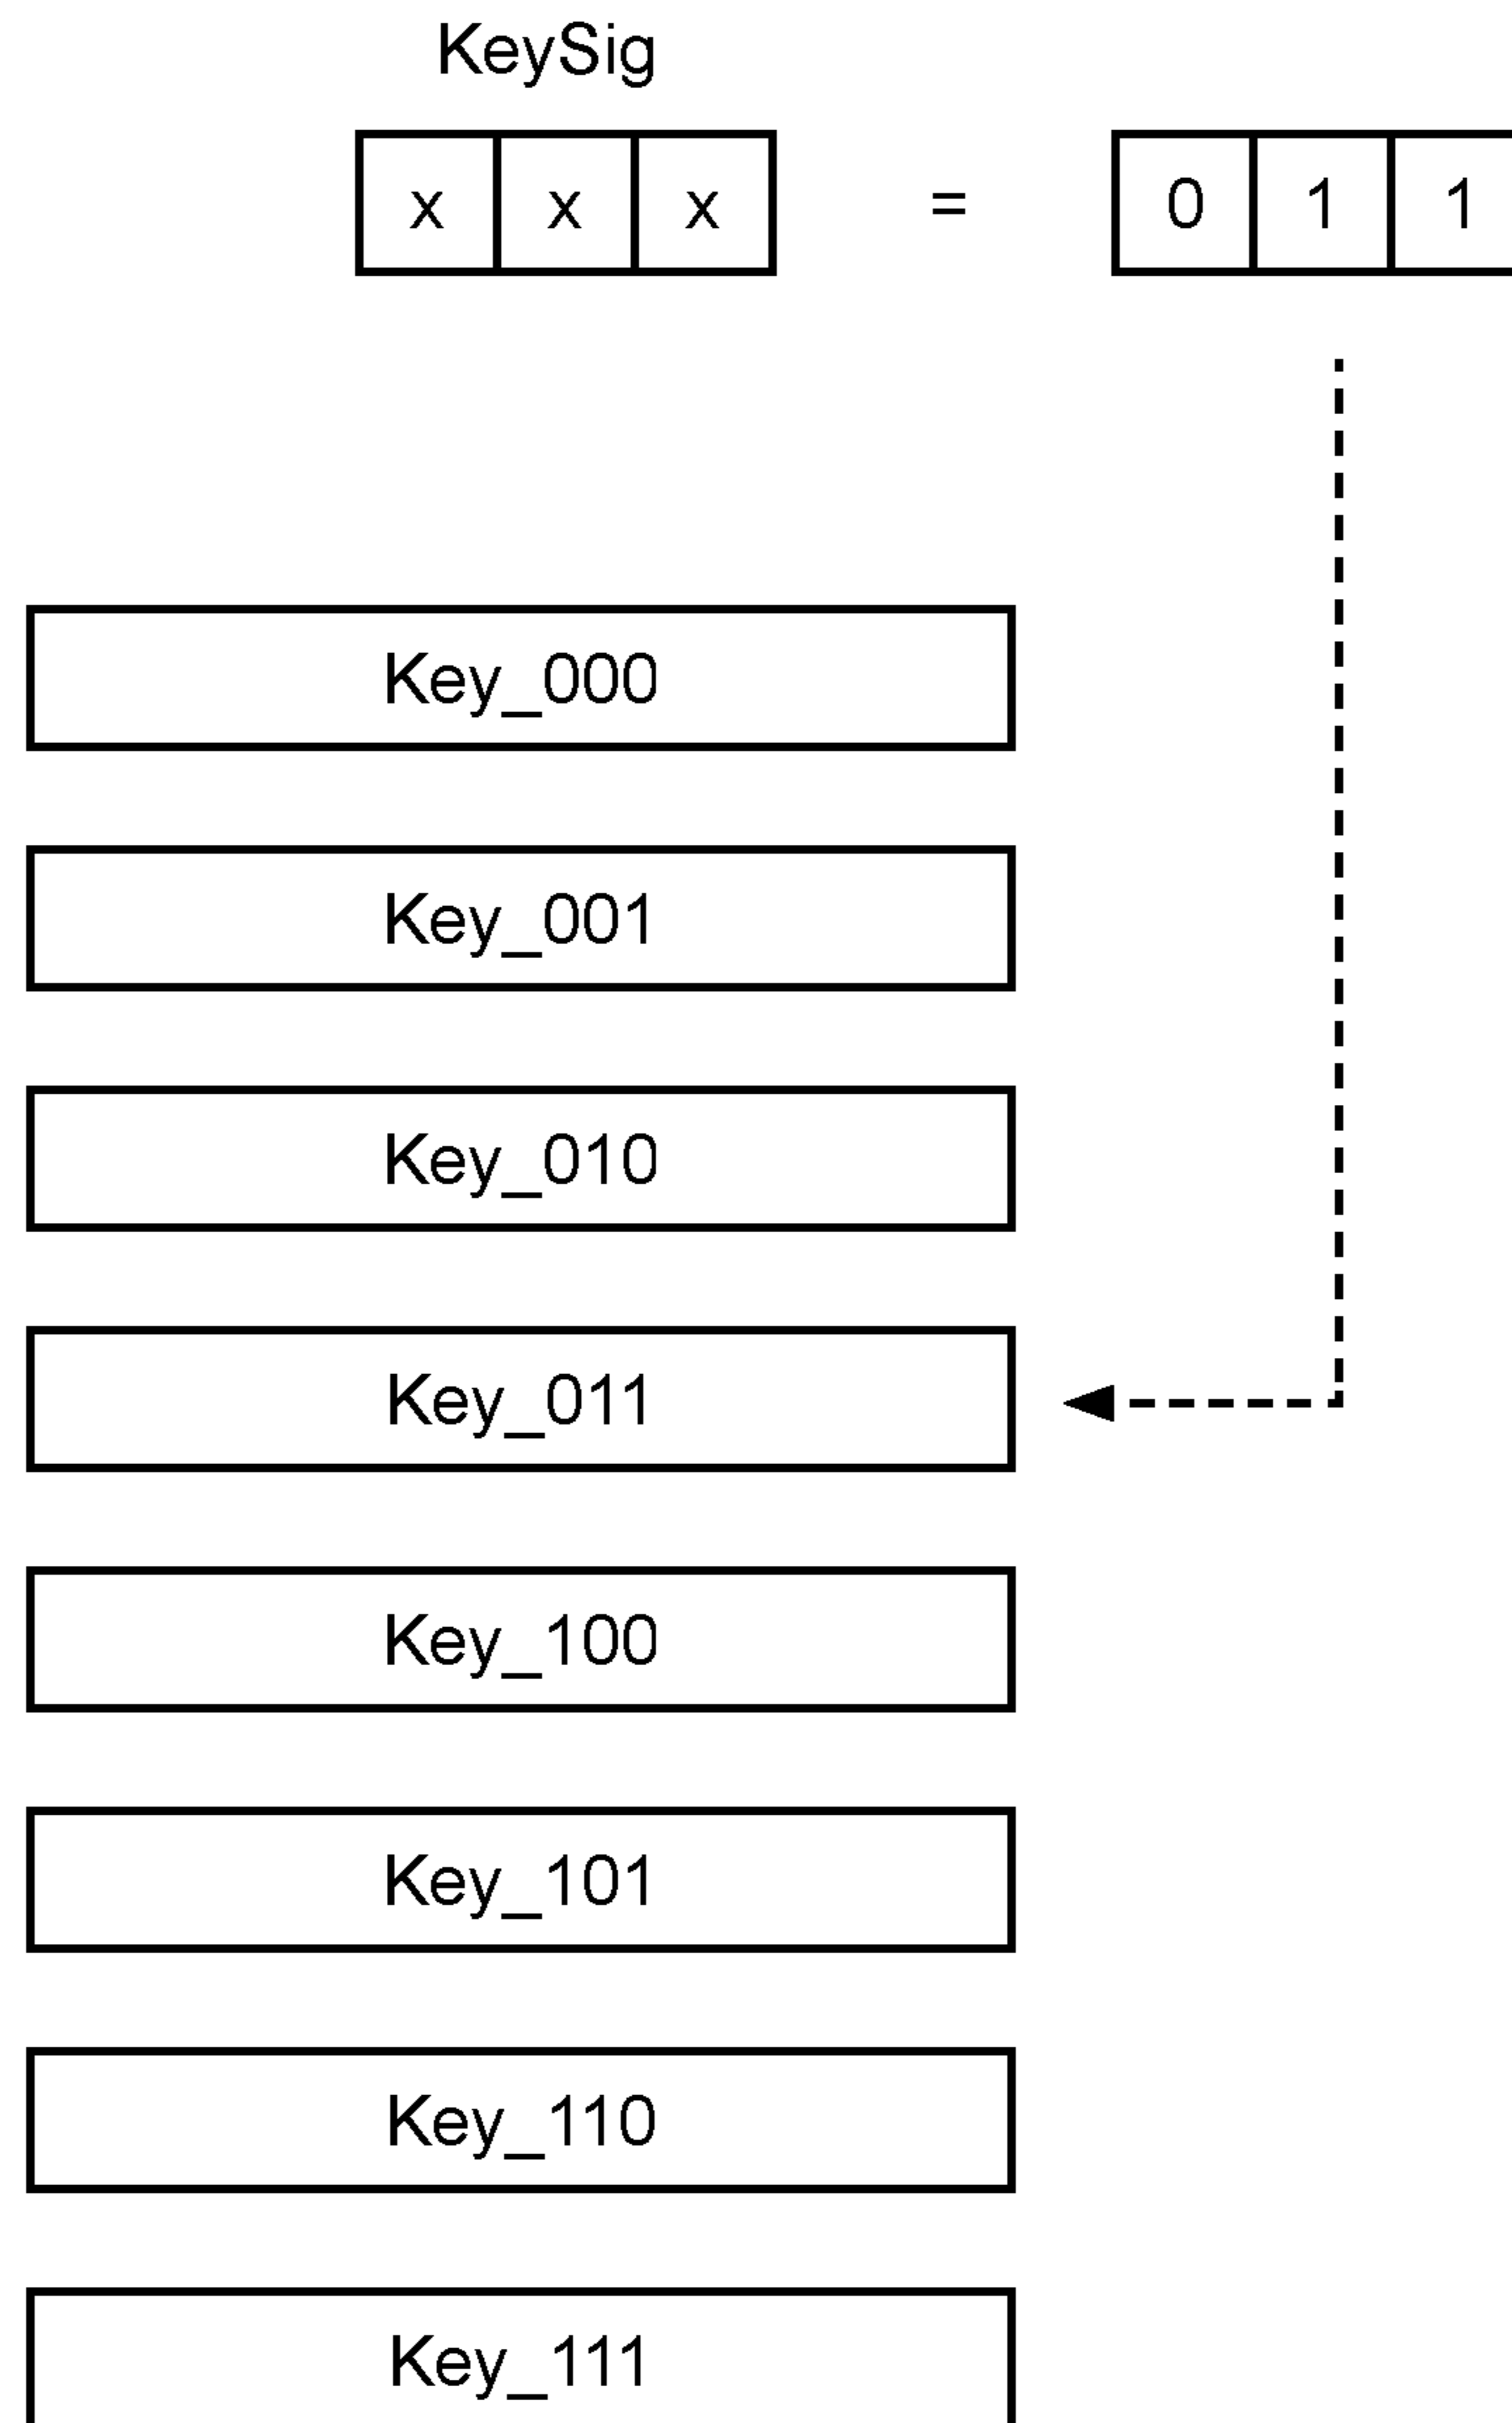 KeySig
x x x = 0 1 1
Key_000
Key_001
Key_010
Key_011
Key_100
Key_101
Key_110
Key_111